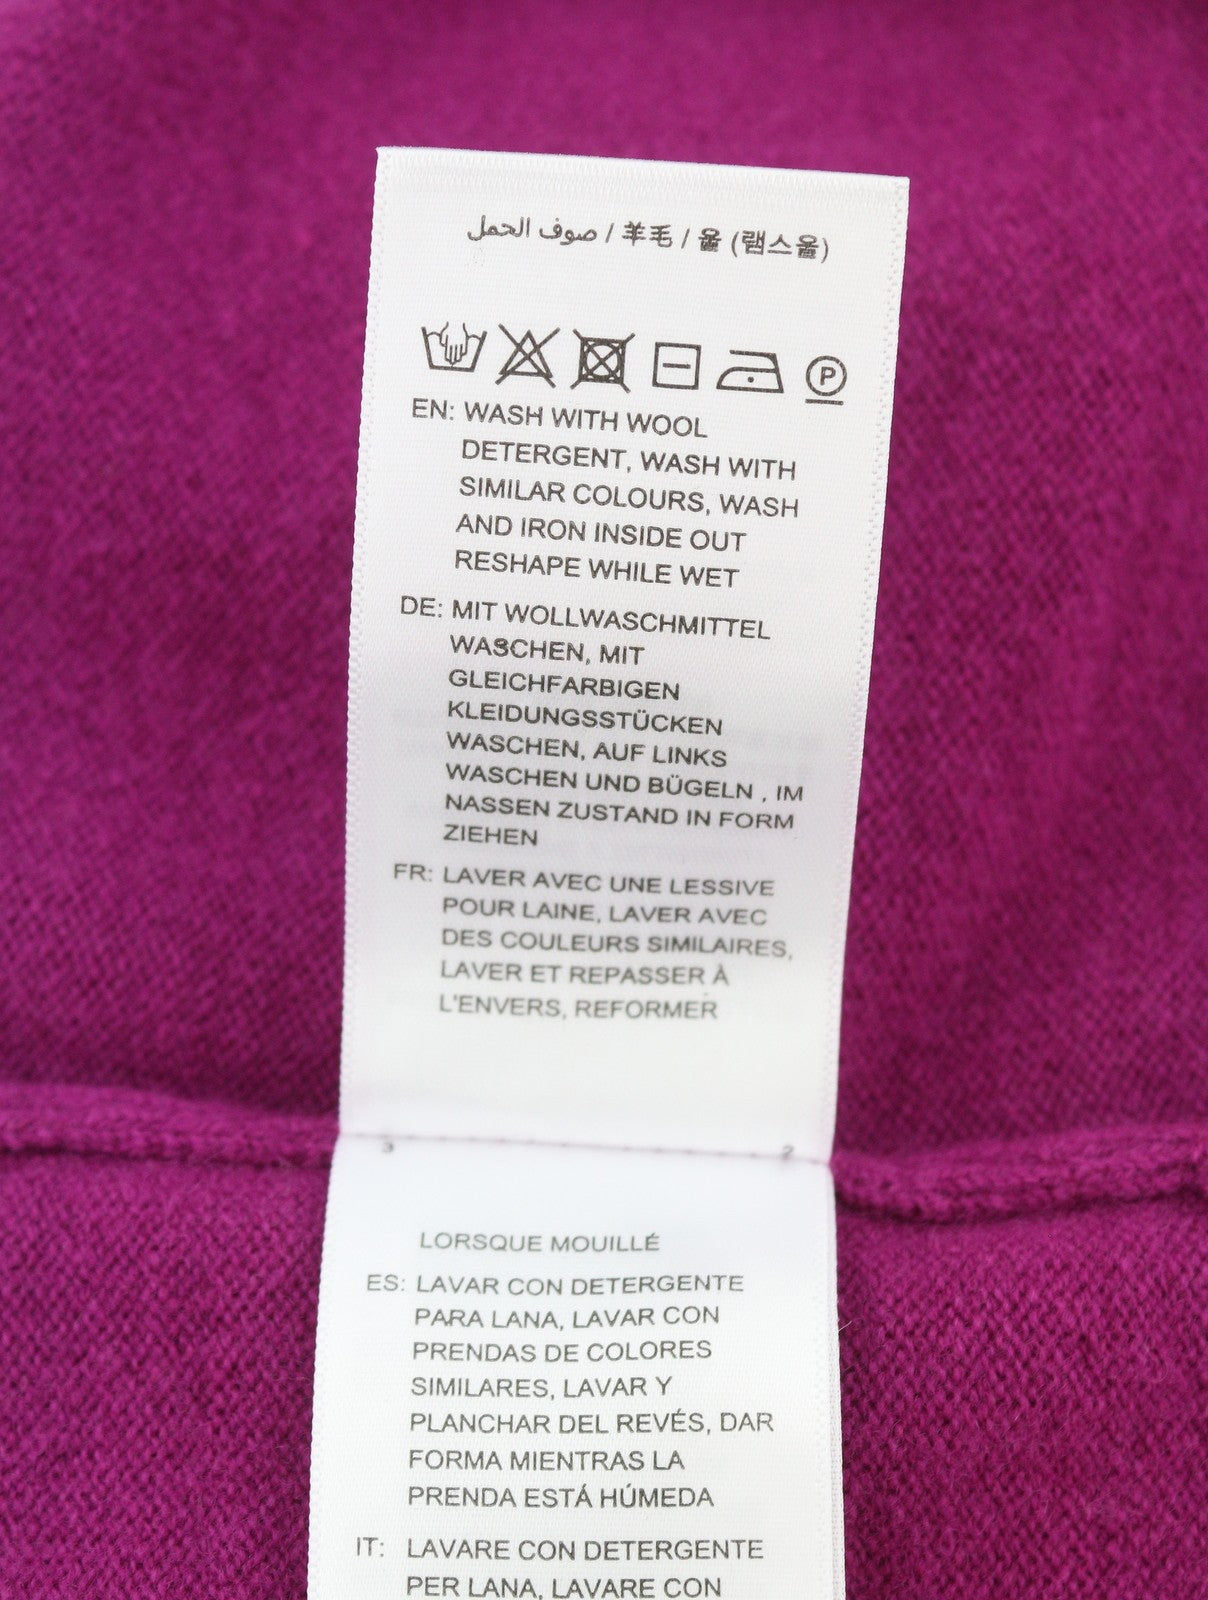 صوف الحمل / 羊毛 / 울 (램스울)
P
EN: WASH WITH WOOL
DETERGENT, WASH WITH
SIMILAR COLOURS, WASH
AND IRON INSIDE OUT
RESHAPE WHILE WET
DE: MIT WOLLWASCHMITTEL
WASCHEN, MIT
GLEICHFARBIGEN
KLEIDUNGSSTÜCKEN
WASCHEN, AUF LINKS
WASCHEN UND BÜGELN , IM
NASSEN ZUSTAND IN FORM
ZIEHEN
FR: LAVER AVEC UNE LESSIVE
POUR LAINE, LAVER AVEC
DES COULEURS SIMILAIRES,
LAVER ET REPASSER À
L'ENVERS, REFORMER
3 2
LORSQUE MOUILLÉ
ES: LAVAR CON DETERGENTE
PARA LANA, LAVAR CON
PRENDAS DE COLORES
SIMILARES, LAVAR Y
PLANCHAR DEL REVÉS, DAR
FORMA MIENTRAS LA
PRENDA ESTÁ HÚMEDA
IT: LAVARE CON DETERGENTE
PER LANA, LAVARE CON